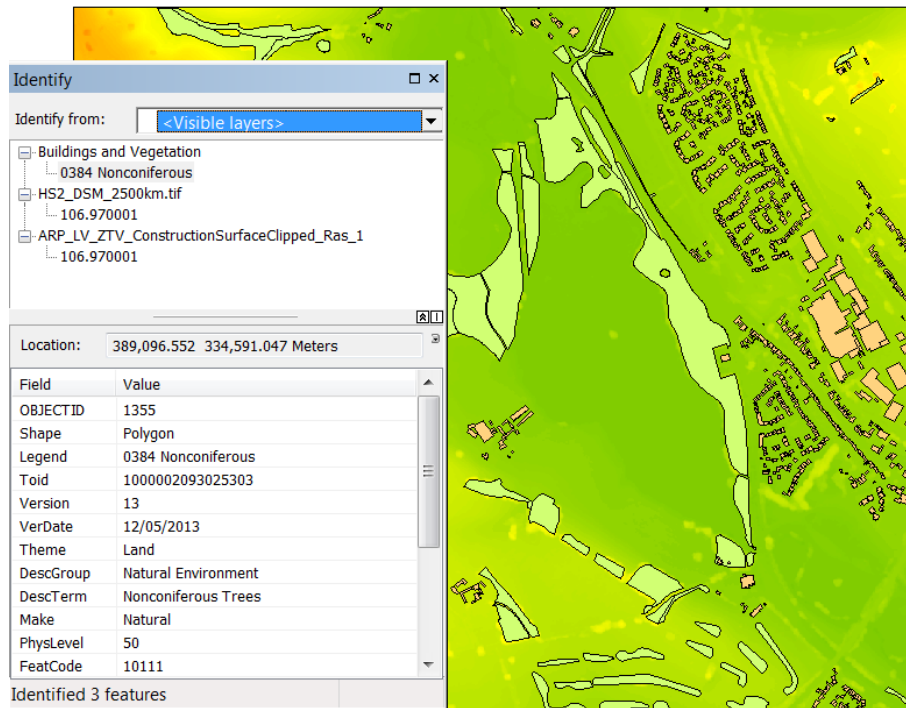 Identify
Identify from: <Visible layers>
Buildings and Vegetation
0384 Nonconiferous
HS2_DSM_2500km.tif
106.970001
ARP_LV_ZTV_ConstructionSurfaceClipped_Ras_1
106.970001
Location: 389,096.552 334,591.047 Meters
Field Value
OBJECTID 1355
Shape Polygon
Legend 0384 Nonconiferous
Toid 1000002093025303
Version 13
VerDate 12/05/2013
Theme Land
DescGroup Natural Environment
DescTerm Nonconiferous Trees
Make Natural
PhysLevel 50
FeatCode 10111
Identified 3 features